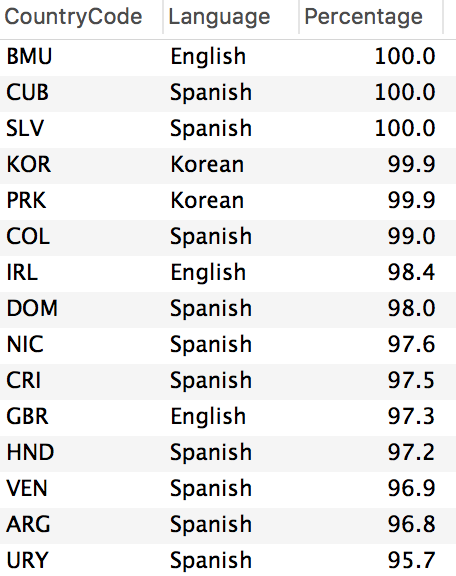 CountryCode Language Percentage
BMU English 100.0
CUB Spanish 100.0
SLV Spanish 100.0
KOR Korean 99.9
PRK Korean 99.9
COL Spanish 99.0
IRL English 98.4
DOM Spanish 98.0
NIC Spanish 97.6
CRI Spanish 97.5
GBR English 97.3
HND Spanish 97.2
VEN Spanish 96.9
ARG Spanish 96.8
URY Spanish 95.7